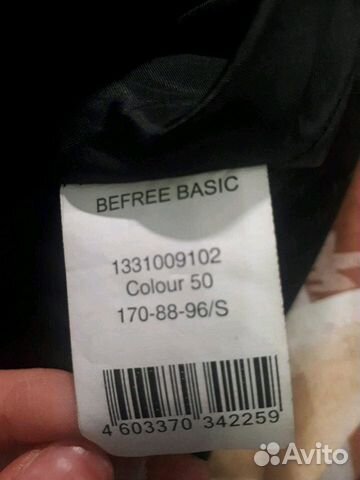 BEFREE BASIC
1331009102
Colour 50
170-88-96/S
4 603370 342259
Avito